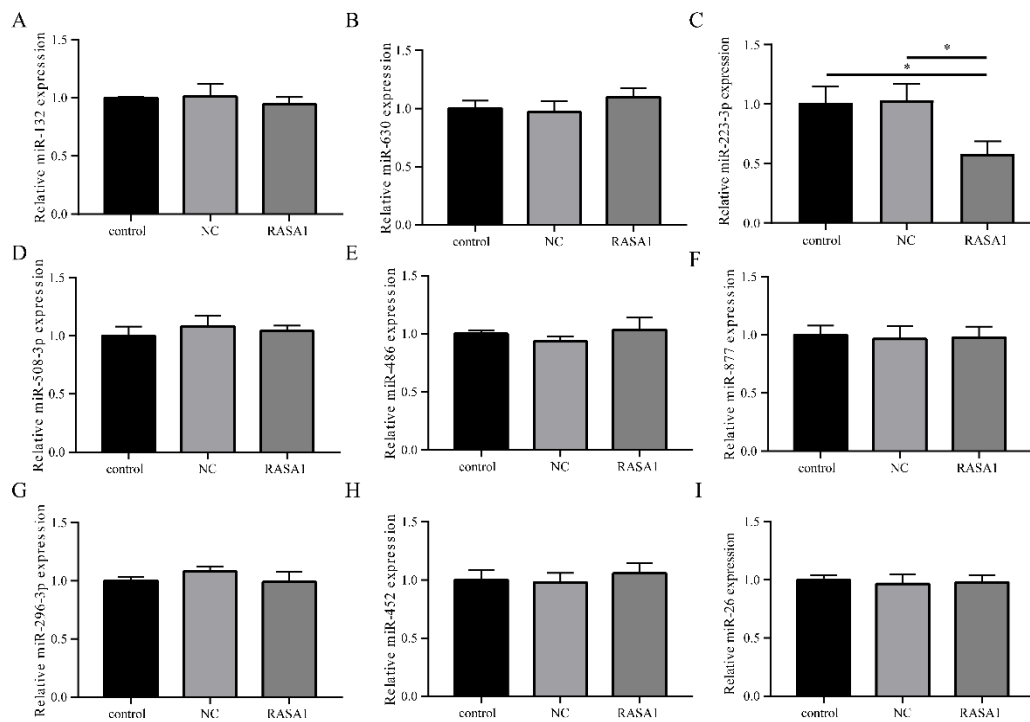 A
Relative miR-132 expression
1.5
1.0
0.5
0.0
control NC RASA1
B
Relative miR-630 expression
1.5
1.0
0.5
0.0
control NC RASA1
C
Relative miR-223-3p expression
1.5
1.0
0.5
0.0
*
*
control NC RASA1
D
Relative miR-508-3p expression
1.5
1.0
0.5
0.0
control NC RASA1
E
Relative miR-486 expression
1.5
1.0
0.5
0.0
control NC RASA1
F
Relative miR-877 expression
1.5
1.0
0.5
0.0
control NC RASA1
G
Relative miR-296-3p expression
1.5
1.0
0.5
0.0
control NC RASA1
H
Relative miR-452 expression
1.5
1.0
0.5
0.0
control NC RASA1
I
Relative miR-26 expression
1.5
1.0
0.5
0.0
control NC RASA1